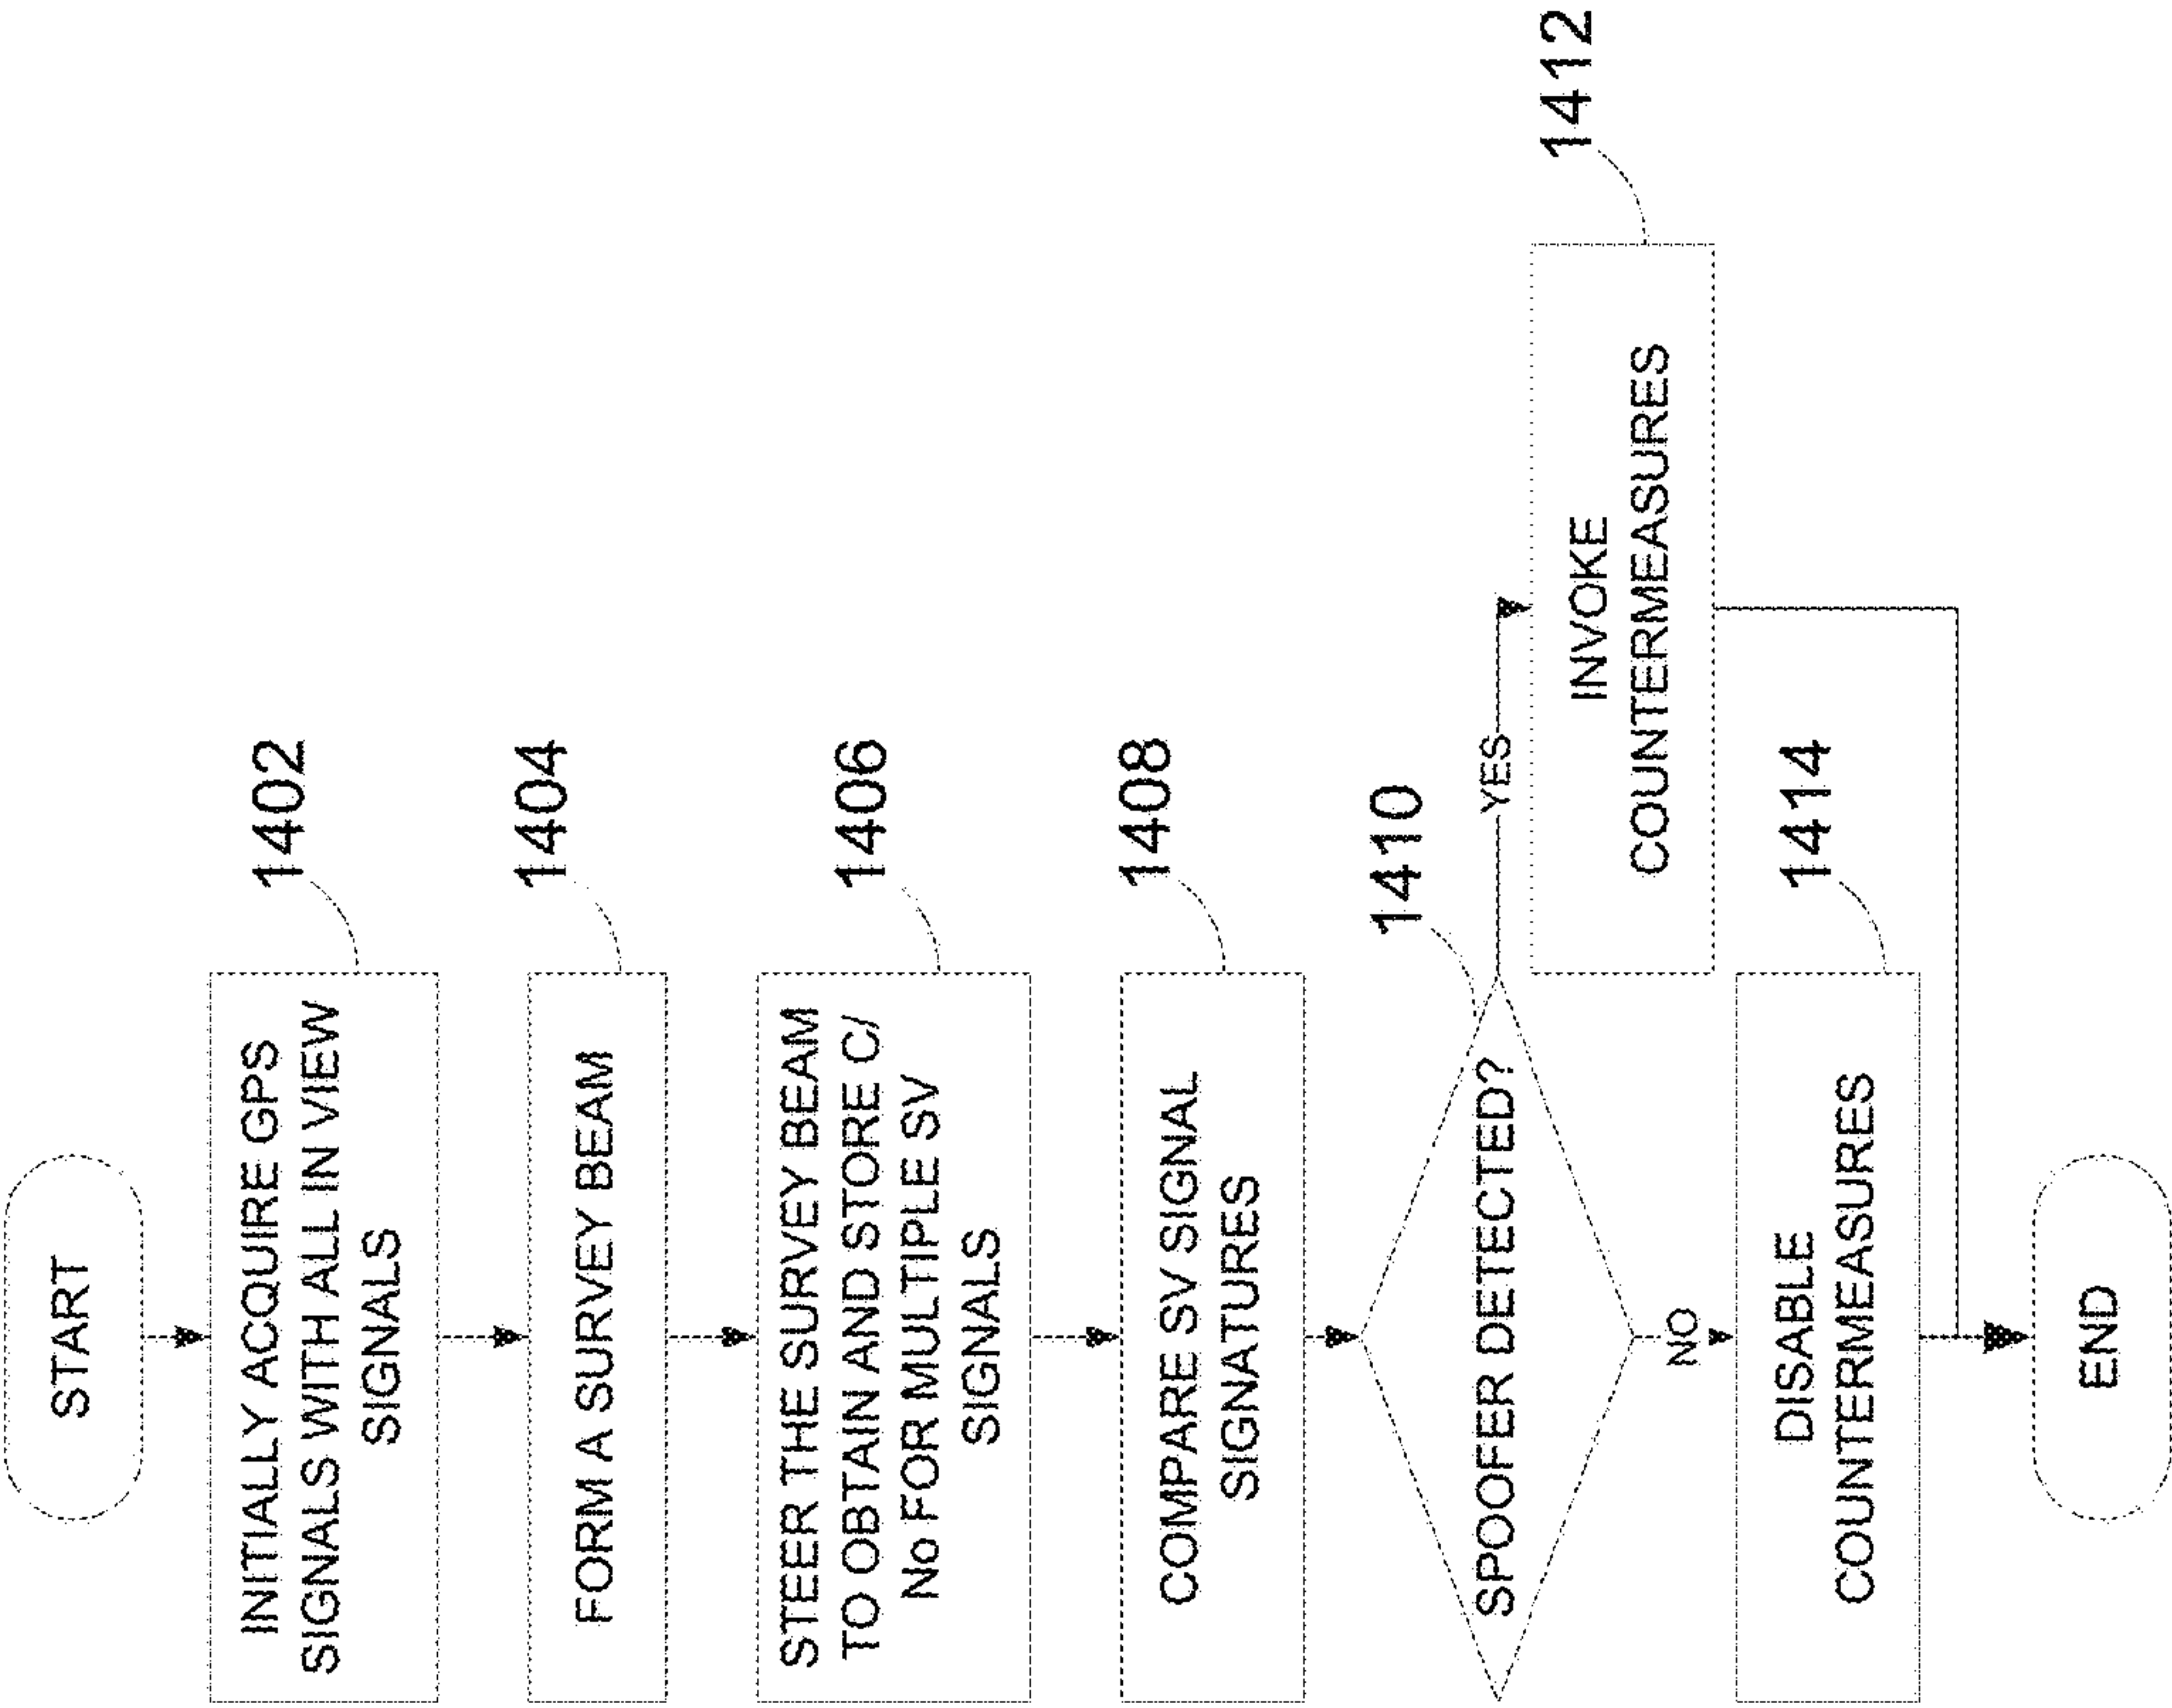 START
INITIALLY ACQUIRE GPS
SIGNALS WITH ALL IN VIEW
SIGNALS
1402
FORM A SURVEY BEAM
1404
STEER THE SURVEY BEAM
TO OBTAIN AND STORE C/
No FOR MULTIPLE SV
SIGNALS
1406
COMPARE SV SIGNAL
SIGNATURES
1408
SPOOFER DETECTED?
1410
YES
INVOKE
COUNTERMEASURES
1412
NO
DISABLE
COUNTERMEASURES
1414
END